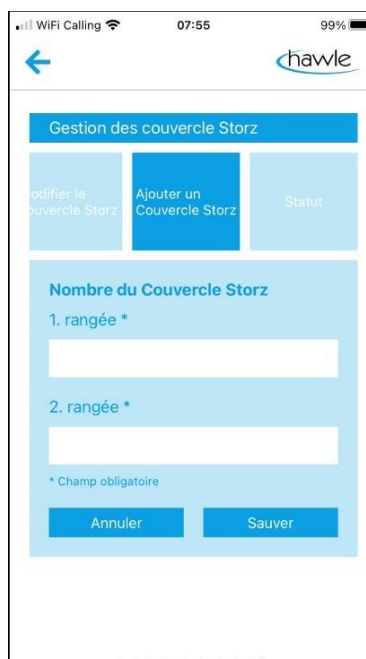 WiFi Calling 07:55 99%
hawle
Gestion des couvercle Storz
odifier le
ouvercle Storz
Ajouter un
Couvercle Storz
Statut
Nombre du Couvercle Storz
1. rangée *
2. rangée *
* Champ obligatoire
Annuler Sauver